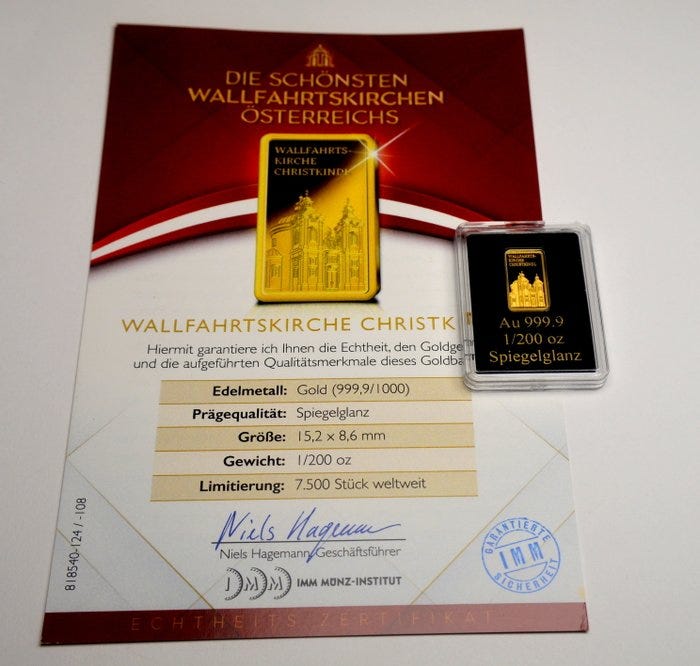 DIE SCHÖNSTEN
WALLFAHRTSKIRCHEN
ÖSTERREICHS
WALLFAHRTS-
KIRCHE
CHRISTKINDL
WALLFAHRTSKIRCHE CHRISTK
Hiermit garantiere ich Ihnen die Echtheit, den Goldge
und die aufgeführten Qualitätsmerkmale dieses Goldba
Edelmetall: Gold (999,9/1000)
Prägequalität: Spiegelglanz
Größe: 15,2 x 8,6 mm
Gewicht: 1/200 oz
Limitierung: 7.500 Stück weltweit
Niels Hagemann
Niels Hagemann, Geschäftsführer
IMM IMM MÜNZ-INSTITUT
GARANTIERTE
IMM
SICHERHEIT
818540-124 / -108
ECHTHEITS-ZERTIFIKAT
WALLFAHRTS-
KIRCHE
CHRISTKINDL
Au 999.9
1/200 oz
Spiegelglanz